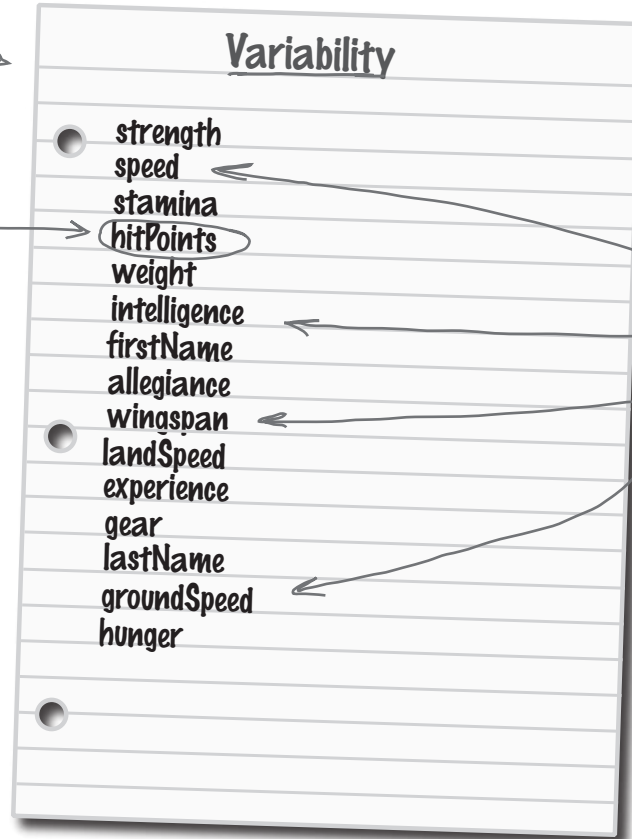 Variability
strength
speed
stamina
hitPoints
weight
intelligence
firstName
allegiance
wingspan
landSpeed
experience
gear
lastName
groundSpeed
hunger